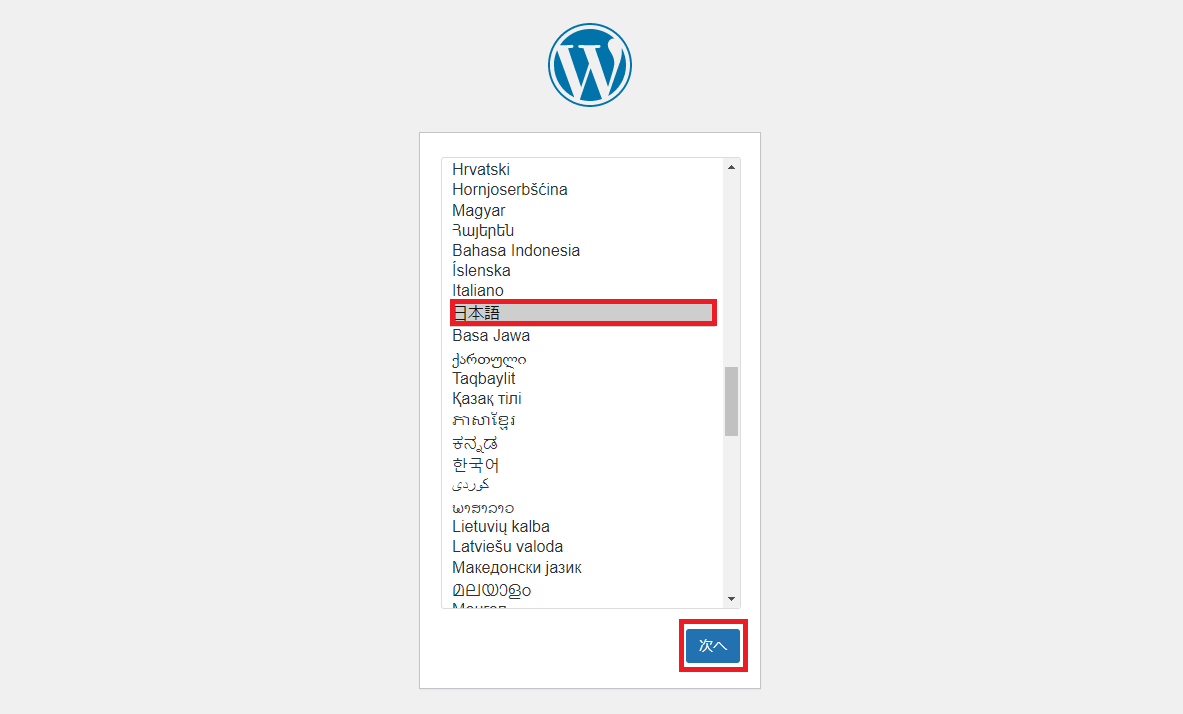 Hrvatski
Hornjoserbšćina
Magyar
Հայերեն
Bahasa Indonesia
Íslenska
Italiano
日本語
Basa Jawa
ქართული
Taqbaylit
Қазақ тілі
ភាសាខ្មែរ
ಕನ್ನಡ
한국어
كوردی
ພາສາລາວ
Lietuvių kalba
Latviešu valoda
Македонски јазик
മലയാളം
Монгол
次へ